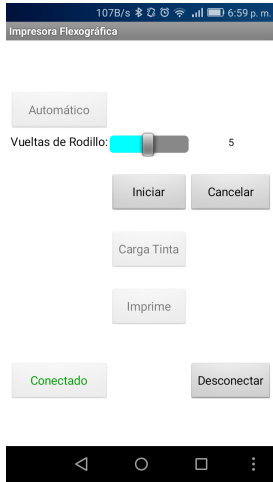 107B/s 6:59 p. m.
Impresora Flexográfica
Automático
Vueltas de Rodillo: 5
Iniciar Cancelar
Carga Tinta
Imprime
Conectado Desconectar